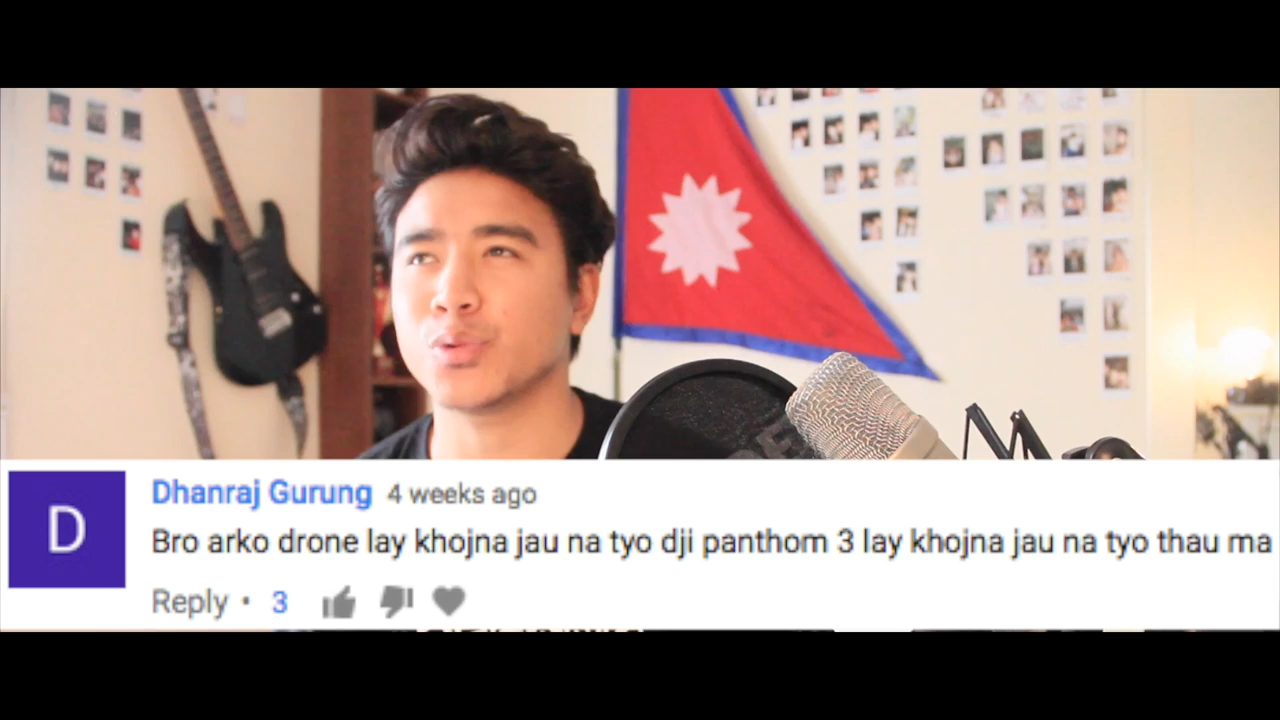 D
Dhanraj Gurung 4 weeks ago
Bro arko drone lay khojna jau na tyo dji panthom 3 lay khojna jau na tyo thau ma
Reply • 3